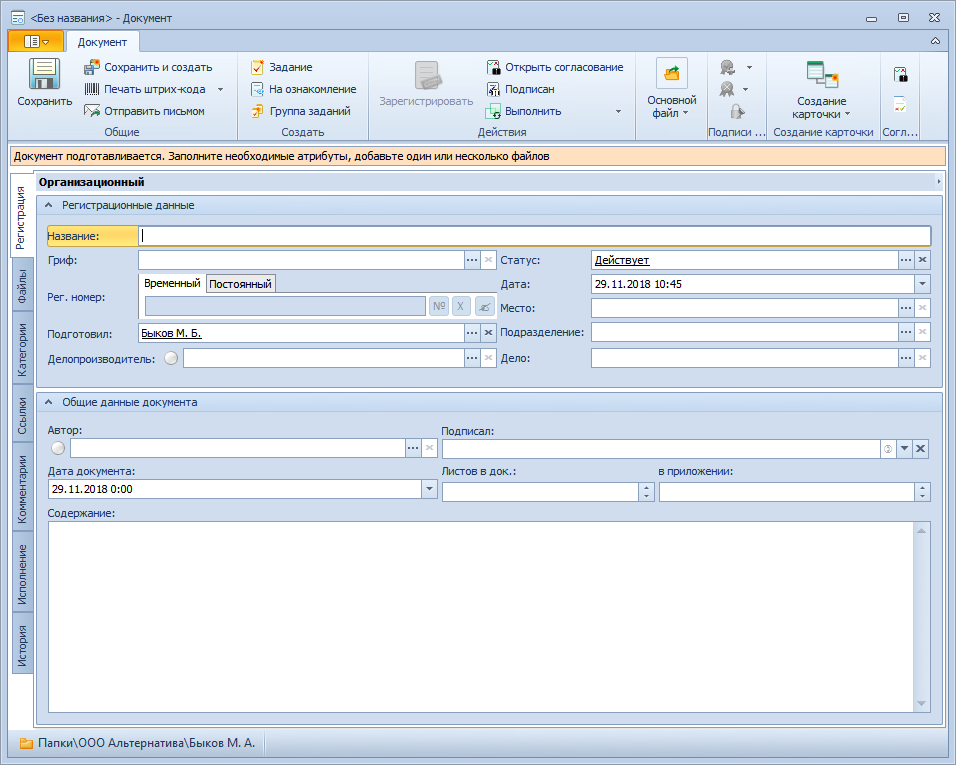 <Без названия> - Документ
Документ
Сохранить
Сохранить и создать
Печать штрих-кода
Отправить письмом
Общие
Задание
На ознакомление
Группа заданий
Создать
Зарегистрировать
Открыть согласование
Подписан
Выполнить
Действия
Основной
файл
Подписи ...
Создание
карточки
Создание карточки
Согл...
Документ подготавливается. Заполните необходимые атрибуты, добавьте один или несколько файлов
Регистрация
Файлы
Категории
Ссылки
Комментарии
Исполнение
История
Организационный
Регистрационные данные
Название:
Гриф:
Статус: Действует
Рег. номер:
Временный Постоянный
№ X
Дата: 29.11.2018 10:45
Место:
Подготовил: Быков М. Б.
Подразделение:
Делопроизводитель:
Дело:
Общие данные документа
Автор:
Подписал:
Дата документа:
29.11.2018 0:00
Листов в док.:
в приложении:
Содержание:
Папки\ООО Альтернатива\Быков М. А.